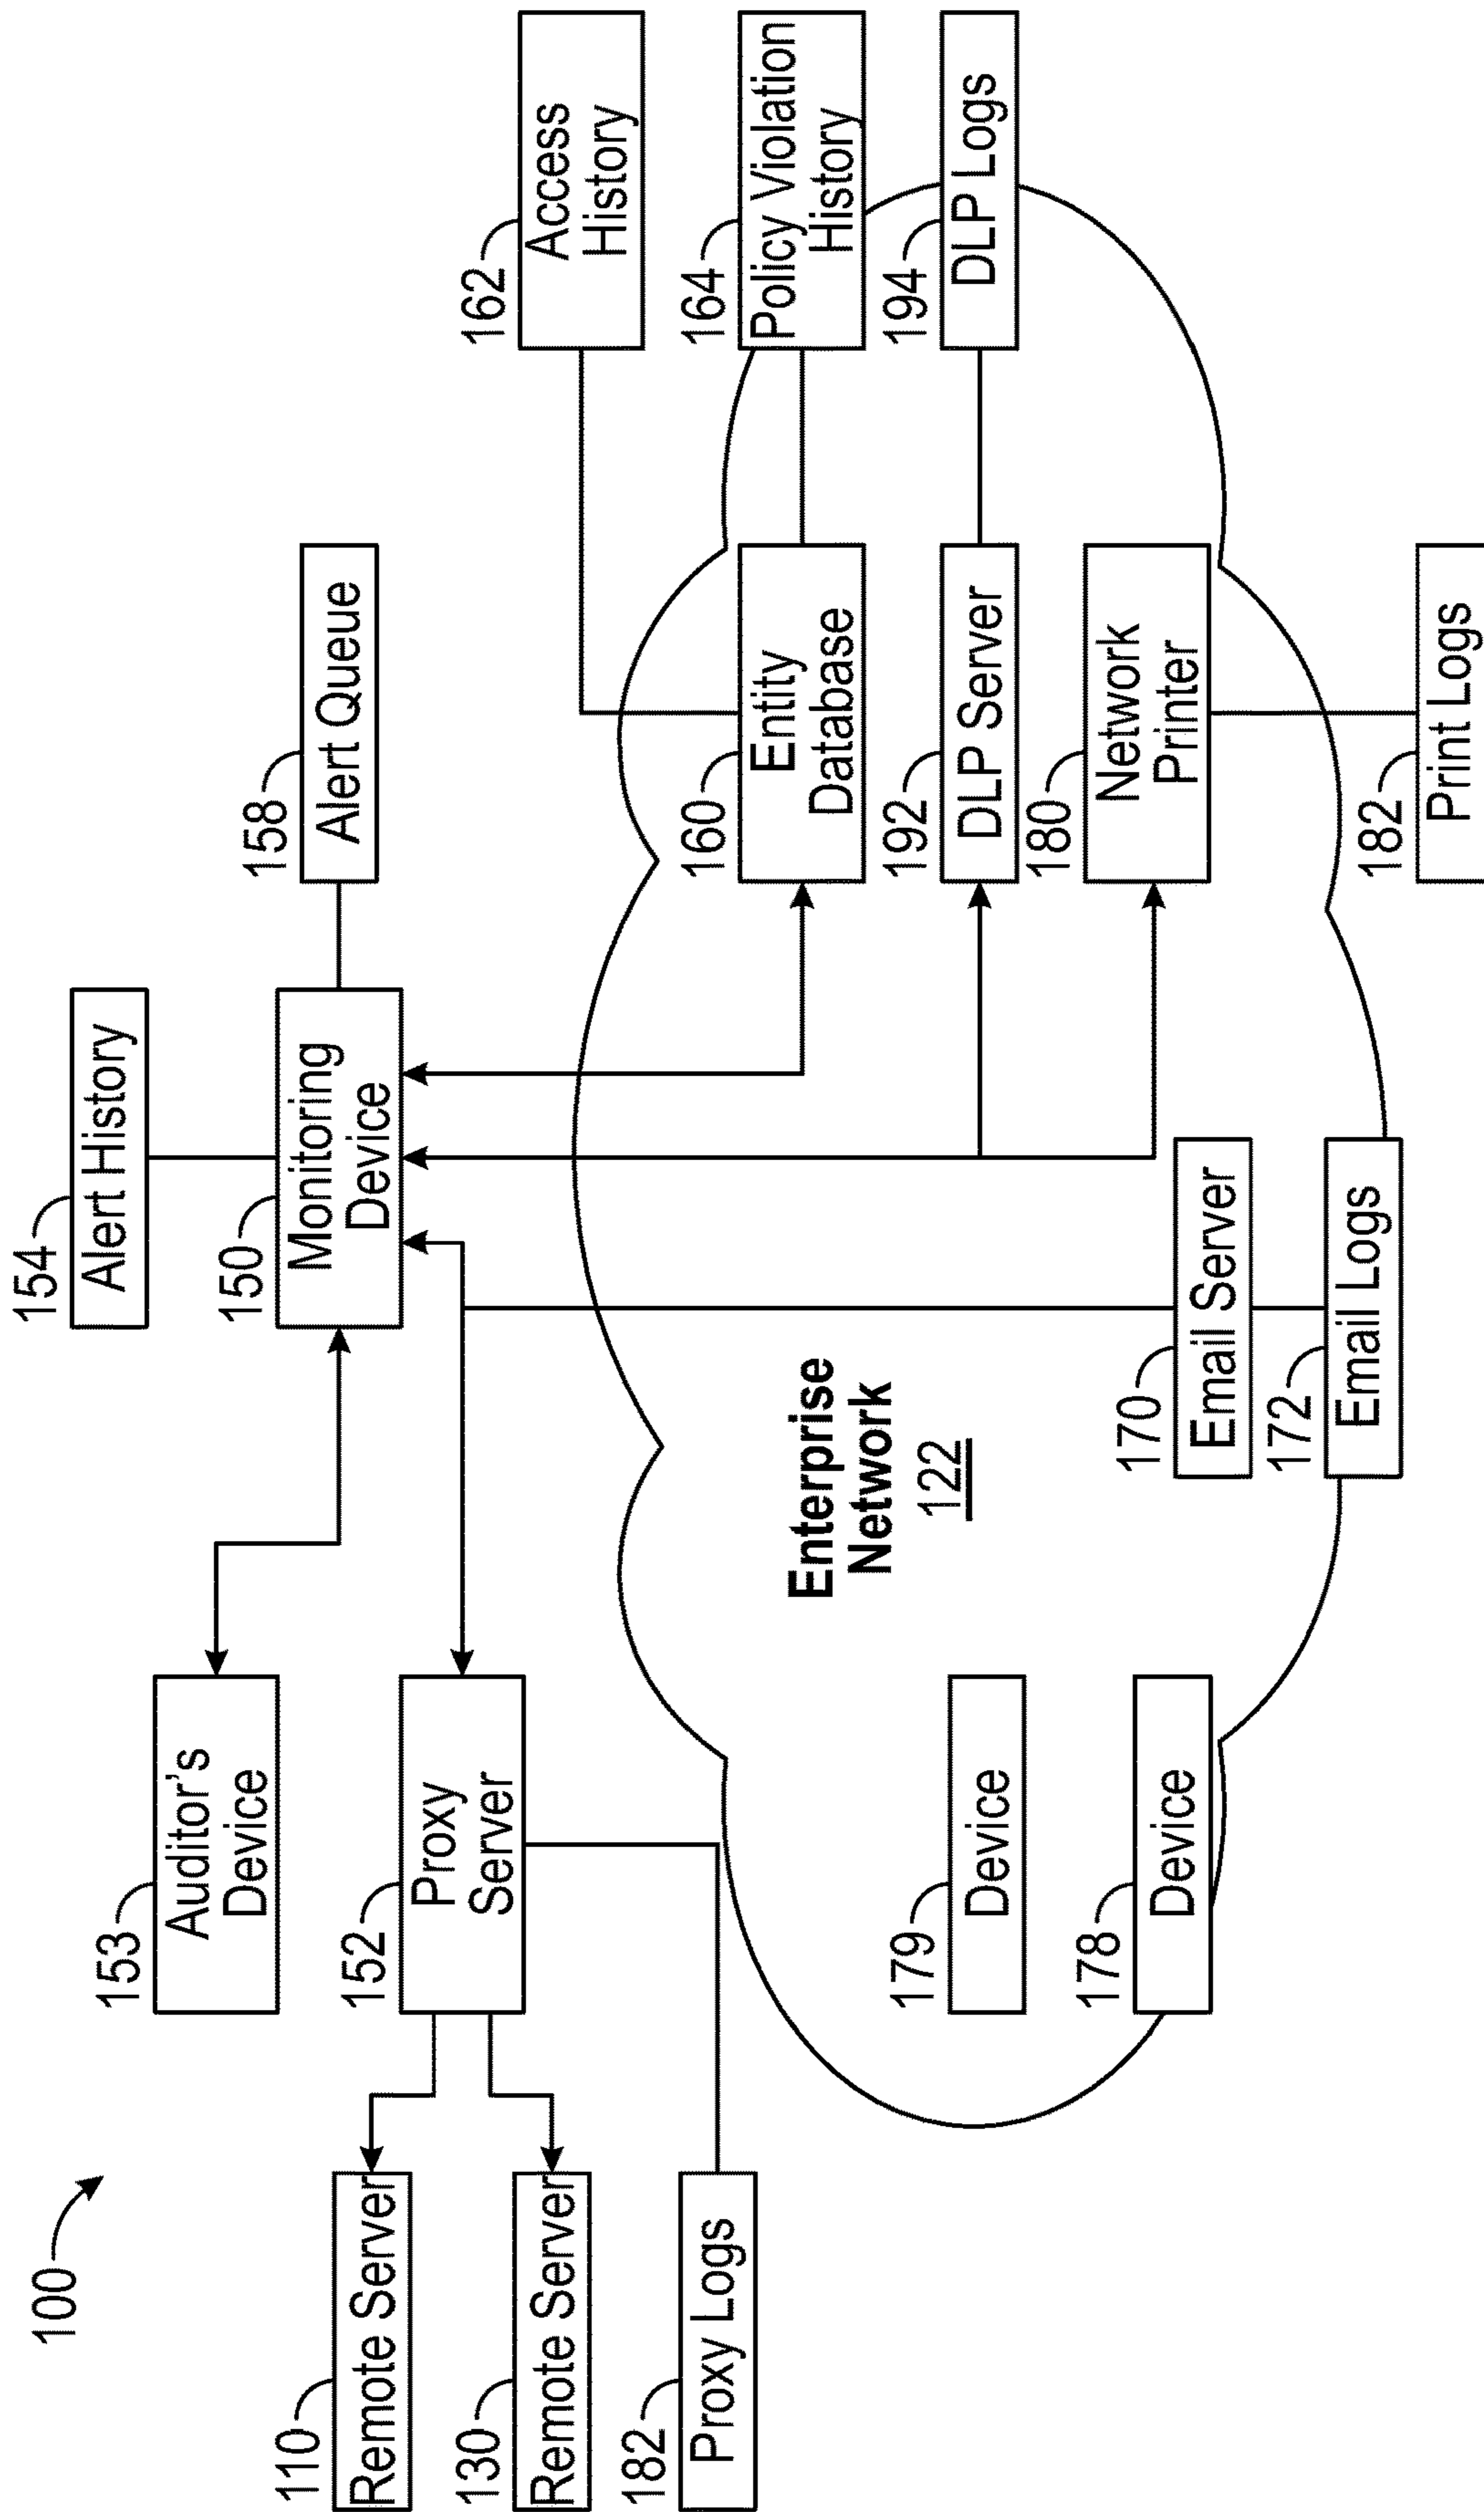 100
154
Alert History
153
Auditor's
Device
150
Monitoring
Device
158
Alert Queue
110
Remote Server
152
Proxy
Server
130
Remote Server
162
Access
History
182
Proxy Logs
Enterprise
Network
122
160
Entity
Database
164
Policy Violation
History
179
Device
192
DLP Server
194
DLP Logs
178
Device
170
Email Server
180
Network
Printer
172
Email Logs
182
Print Logs